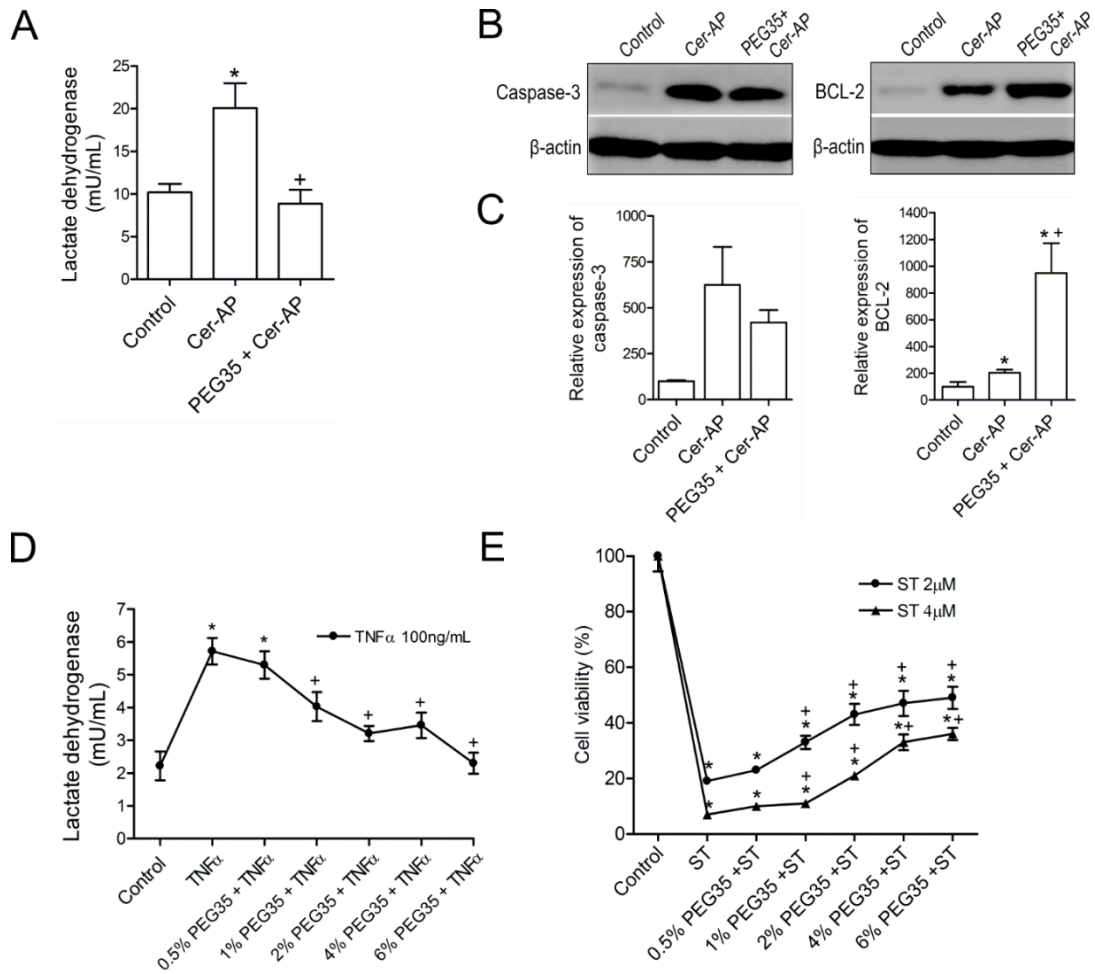 A
Lactate dehydrogenase
(mU/mL)
25
20
15
10
5
0
*
+
Control
Cer-AP
PEG35 + Cer-AP
B
Control
Cer-AP
PEG35+
Cer-AP
Caspase-3
β-actin
Control
Cer-AP
PEG35+
Cer-AP
BCL-2
β-actin
C
Relative expression of
caspase-3
1000
750
500
250
0
Control
Cer-AP
PEG35 + Cer-AP
Relative expression of
BCL-2
1400
1200
1000
800
600
400
200
0
*
* +
Control
Cer-AP
PEG35 + Cer-AP
D
Lactate dehydrogenase
(mU/mL)
7
6
5
4
3
2
1
0
TNFα 100ng/mL
*
*
+
+
+
+
Control
TNFα
0.5% PEG35 + TNFα
1% PEG35 + TNFα
2% PEG35 + TNFα
4% PEG35 + TNFα
6% PEG35 + TNFα
E
Cell viability (%)
100
80
60
40
20
0
ST 2µM
ST 4µM
*
*
+
*
+
*
+
*
+
*
*
*
+
*
+
*
*+
*+
Control
ST
0.5% PEG35 +ST
1% PEG35 +ST
2% PEG35 +ST
4% PEG35 +ST
6% PEG35 +ST